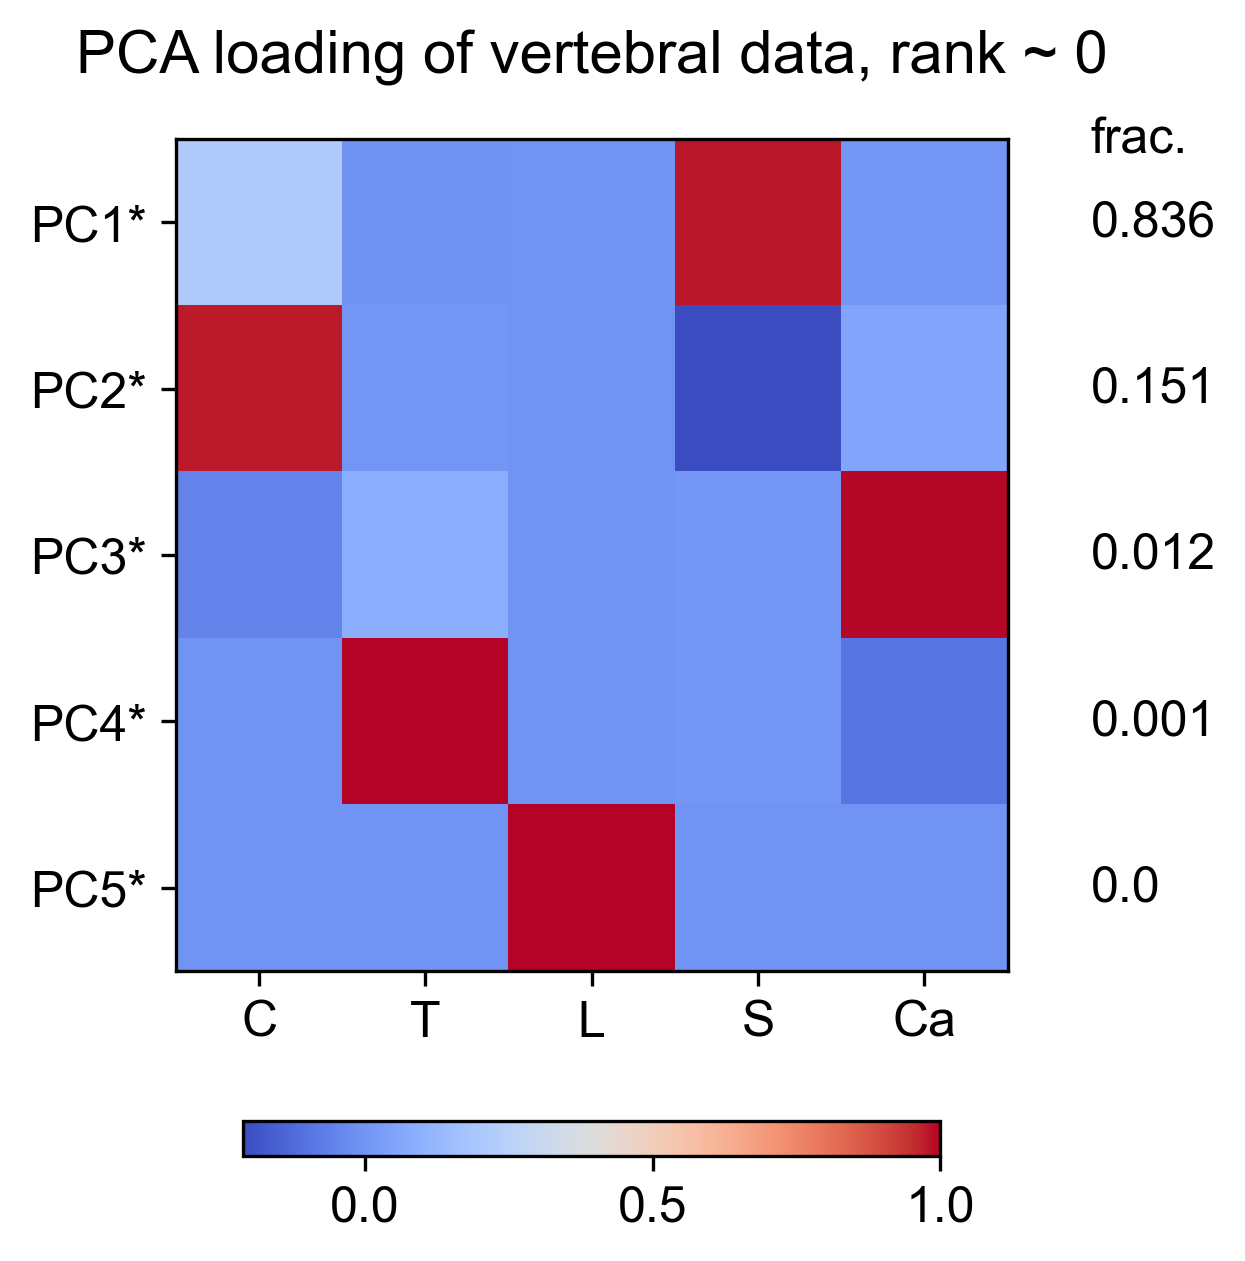 PCA loading of vertebral data, rank ~ 0
frac.
PC1* 0.836
PC2* 0.151
PC3* 0.012
PC4* 0.001
PC5* 0.0
C T L S Ca
0.0 0.5 1.0